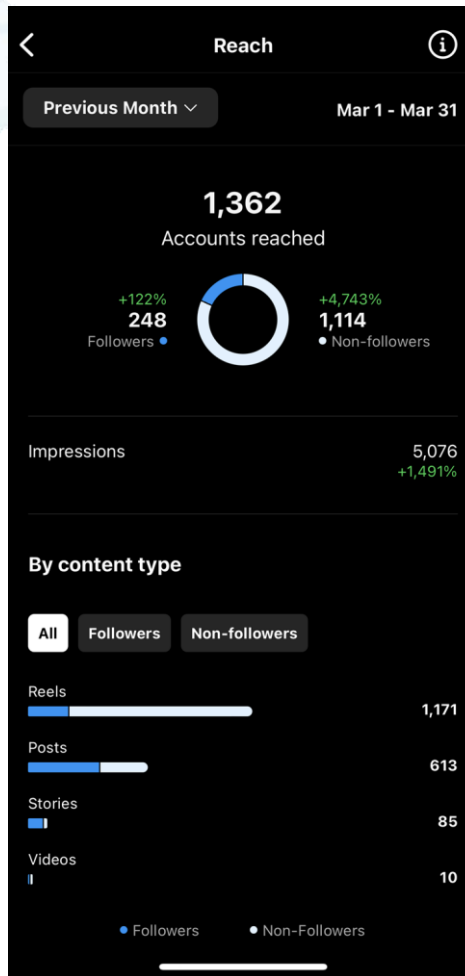 Reach
Previous Month
Mar 1 - Mar 31
1,362
Accounts reached
+122%
248
Followers
+4,743%
1,114
Non-followers
Impressions
5,076
+1,491%
By content type
All
Followers
Non-followers
Reels
1,171
Posts
613
Stories
85
Videos
10
Followers
Non-Followers